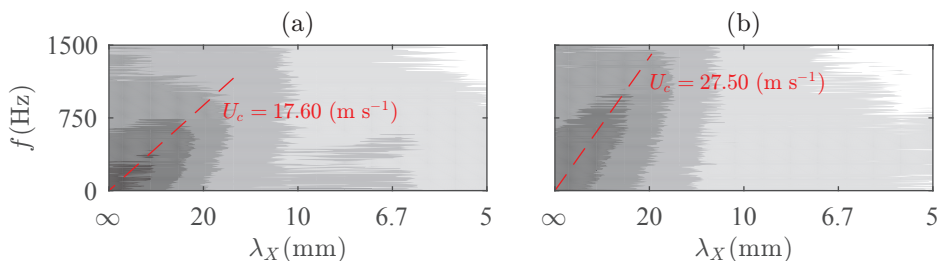 (a)
(b)
1500
750
0
f(Hz)
U_c = 17.60 (m s⁻¹)
∞ 20 10 6.7 5
λ_X(mm)
U_c = 27.50 (m s⁻¹)
∞ 20 10 6.7 5
λ_X(mm)